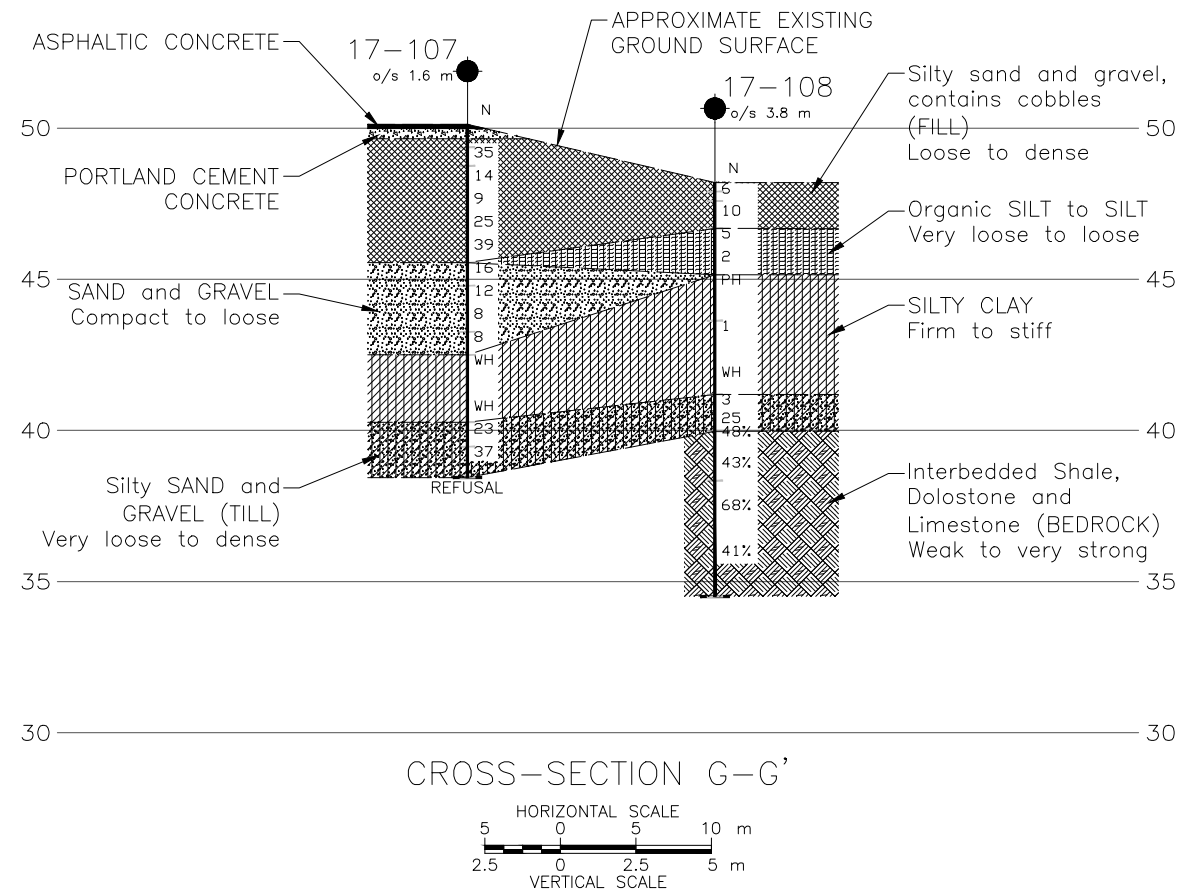 ASPHALTIC CONCRETE
17-107
o/s 1.6 m
APPROXIMATE EXISTING
GROUND SURFACE
17-108
o/s 3.8 m
Silty sand and gravel,
contains cobbles
(FILL)
Loose to dense
50
50
PORTLAND CEMENT
CONCRETE
N
35
14
9
25
39
16
12
8
8
WH
WH
23
37
REFUSAL
N
6
10
5
2
PH
1
WH
3
25
48%
43%
68%
41%
Organic SILT to SILT
Very loose to loose
45
45
SAND and GRAVEL
Compact to loose
SILTY CLAY
Firm to stiff
40
40
Silty SAND and
GRAVEL (TILL)
Very loose to dense
Interbedded Shale,
Dolostone and
Limestone (BEDROCK)
Weak to very strong
35
35
30
30
CROSS-SECTION G-G'
HORIZONTAL SCALE
5 0 5 10 m
2.5 0 2.5 5 m
VERTICAL SCALE